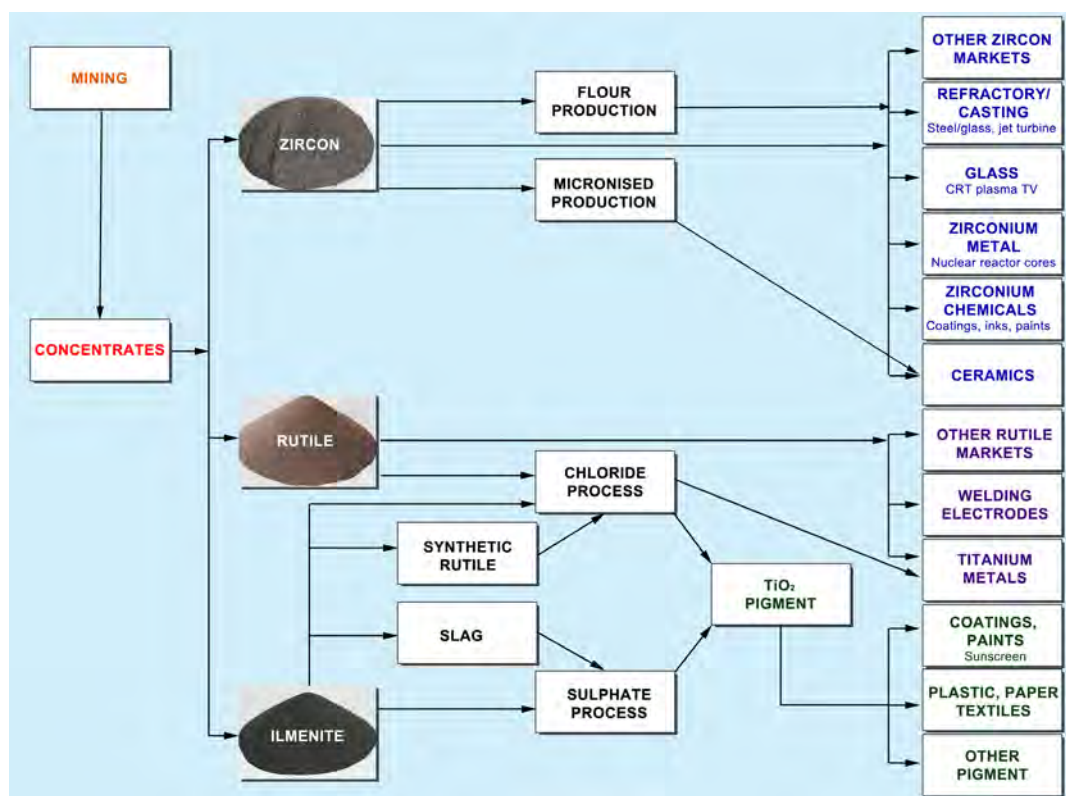 MINING
CONCENTRATES
ZIRCON
RUTILE
ILMENITE
FLOUR
PRODUCTION
MICRONISED
PRODUCTION
CHLORIDE
PROCESS
SYNTHETIC
RUTILE
SLAG
SULPHATE
PROCESS
TiO₂
PIGMENT
OTHER ZIRCON
MARKETS
REFRACTORY/
CASTING
Steel/glass, jet turbine
GLASS
CRT plasma TV
ZIRCONIUM
METAL
Nuclear reactor cores
ZIRCONIUM
CHEMICALS
Coatings, inks, paints
CERAMICS
OTHER RUTILE
MARKETS
WELDING
ELECTRODES
TITANIUM
METALS
COATINGS,
PAINTS
Sunscreen
PLASTIC, PAPER
TEXTILES
OTHER
PIGMENT